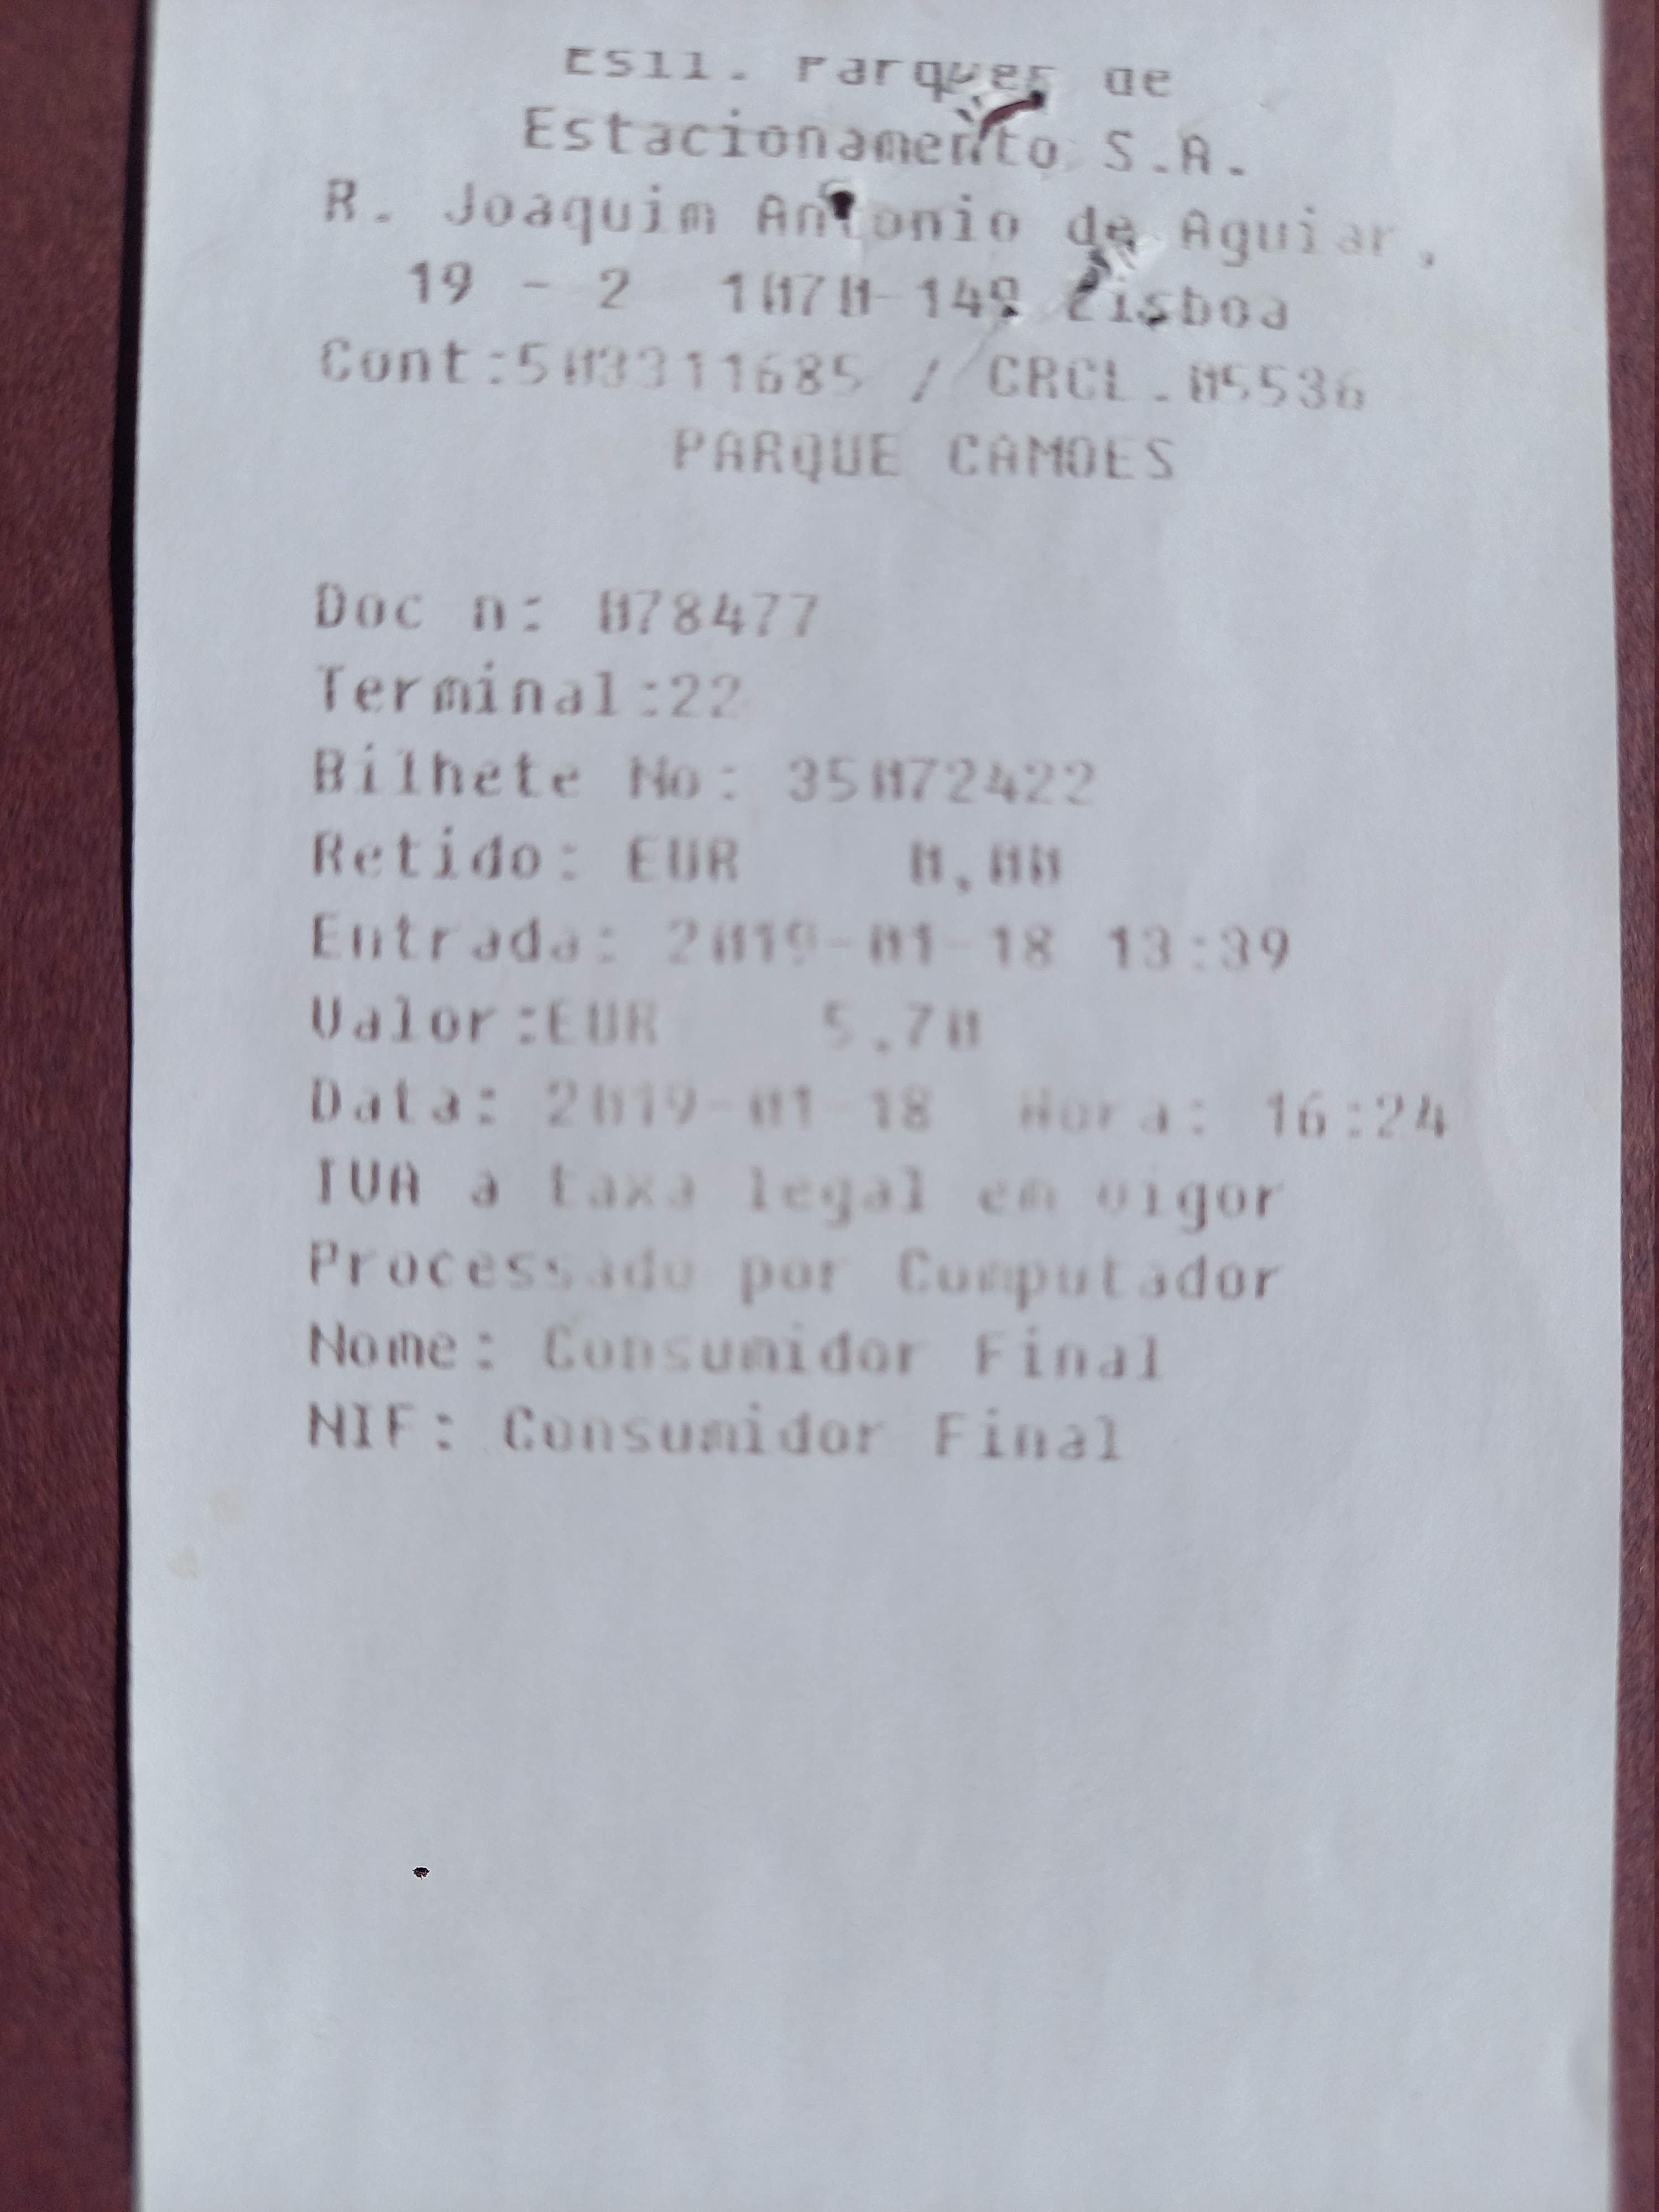 ESLI. Parques de
Estacionamento S.A.
R. Joaquim Antonio de Aguiar,
19 - 2 1070-149 Lisboa
Cont:503311685 / CRCL.05536
PARQUE CAMOES
Doc n: 078477
Terminal:22
Bilhete No: 35072422
Retido: EUR 0,00
Entrada: 2019-01-18 13:39
Valor:EUR 5.70
Data: 2019-01-18 Hora: 16:24
IVA a taxa legal em vigor
Processado por Computador
Nome: Consumidor Final
NIF: Consumidor Final